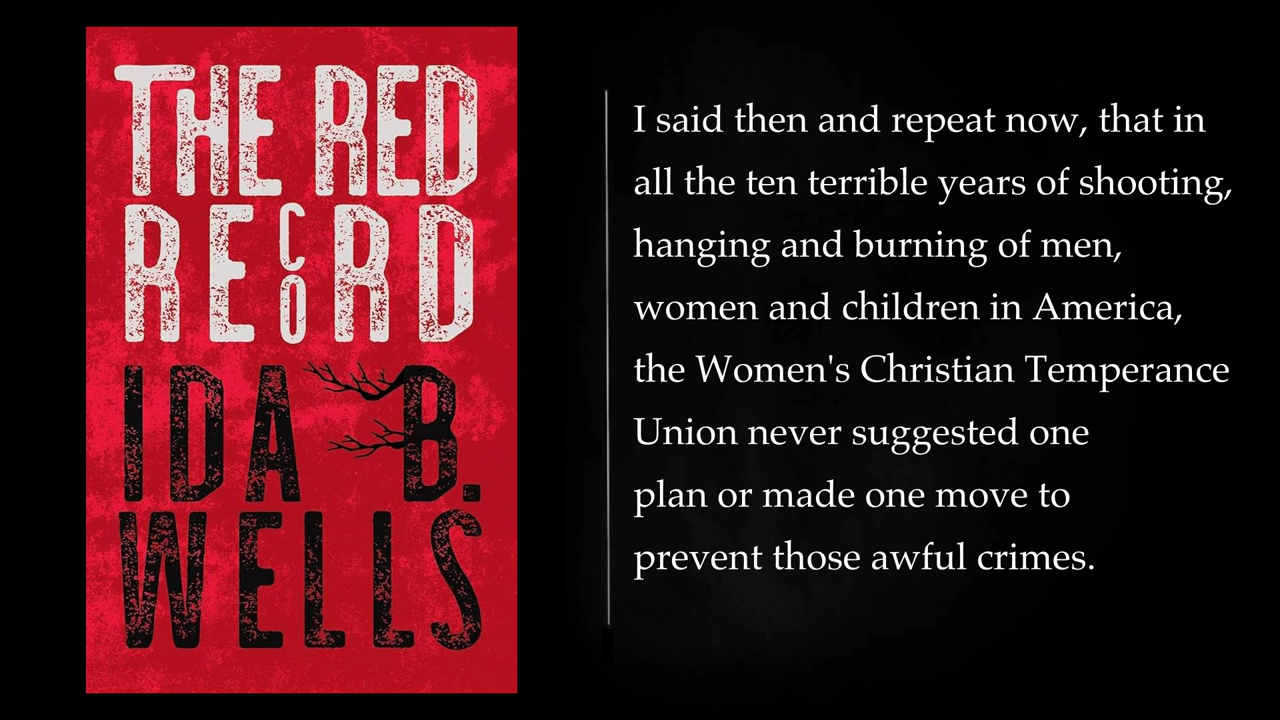 THE RED
RECORD
IDA B.
WELLS
I said then and repeat now, that in
all the ten terrible years of shooting,
hanging and burning of men,
women and children in America,
the Women's Christian Temperance
Union never suggested one
plan or made one move to
prevent those awful crimes.